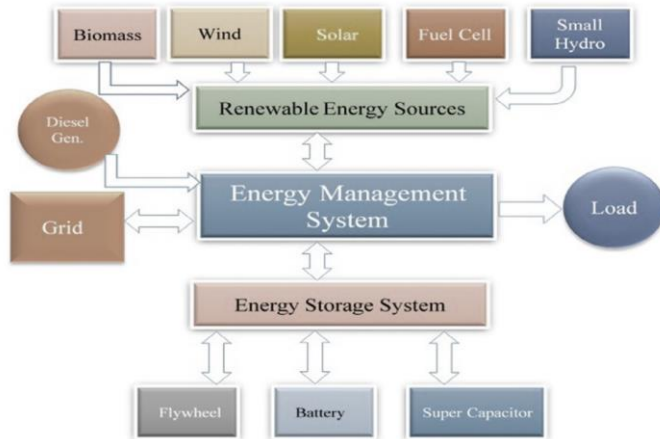 Biomass
Wind
Solar
Fuel Cell
Small
Hydro
Renewable Energy Sources
Diesel
Gen.
Energy Management
System
Grid
Load
Energy Storage System
Flywheel
Battery
Super Capacitor